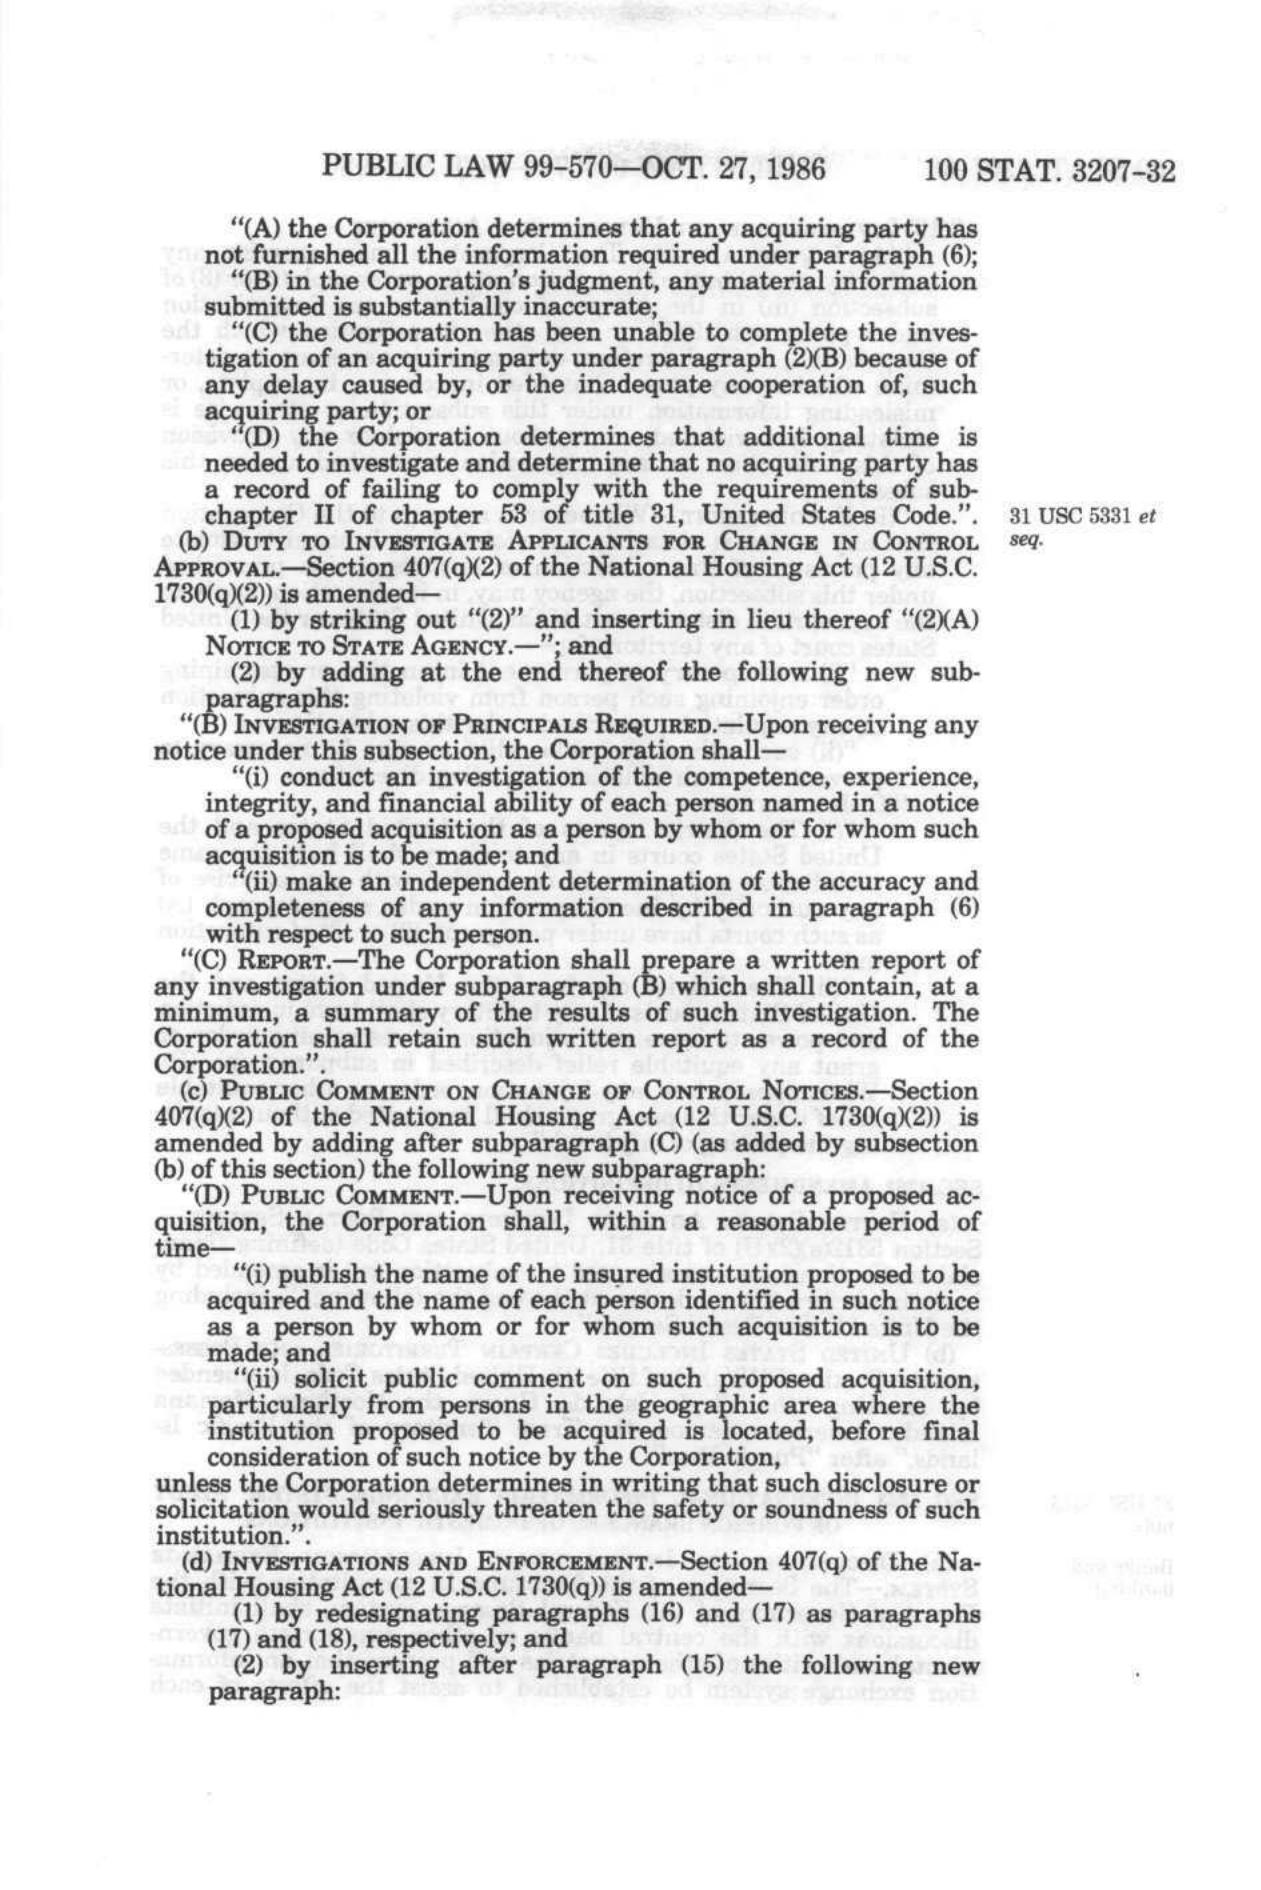 PUBLIC LAW 99-570—OCT. 27, 1986 100 STAT. 3207-32
“(A) the Corporation determines that any acquiring party has
not furnished all the information required under paragraph (6);
“(B) in the Corporation's judgment, any material information
submitted is substantially inaccurate;
“(C) the Corporation has been unable to complete the inves-
tigation of an acquiring party under paragraph (2)(B) because of
any delay caused by, or the inadequate cooperation of, such
acquiring party; or
“(D) the Corporation determines that additional time is
needed to investigate and determine that no acquiring party has
a record of failing to comply with the requirements of sub-
chapter II of chapter 53 of title 31, United States Code.”.
31 USC 5331 et
seq.
(b) DUTY TO INVESTIGATE APPLICANTS FOR CHANGE IN CONTROL
APPROVAL.—Section 407(q)(2) of the National Housing Act (12 U.S.C.
1730(q)(2)) is amended—
(1) by striking out “(2)” and inserting in lieu thereof “(2)(A)
NOTICE TO STATE AGENCY.—”; and
(2) by adding at the end thereof the following new sub-
paragraphs:
“(B) INVESTIGATION OF PRINCIPALS REQUIRED.—Upon receiving any
notice under this subsection, the Corporation shall—
“(i) conduct an investigation of the competence, experience,
integrity, and financial ability of each person named in a notice
of a proposed acquisition as a person by whom or for whom such
acquisition is to be made; and
“(ii) make an independent determination of the accuracy and
completeness of any information described in paragraph (6)
with respect to such person.
“(C) REPORT.—The Corporation shall prepare a written report of
any investigation under subparagraph (B) which shall contain, at a
minimum, a summary of the results of such investigation. The
Corporation shall retain such written report as a record of the
Corporation.”.
(c) PUBLIC COMMENT ON CHANGE OF CONTROL NOTICES.—Section
407(q)(2) of the National Housing Act (12 U.S.C. 1730(q)(2)) is
amended by adding after subparagraph (C) (as added by subsection
(b) of this section) the following new subparagraph:
“(D) PUBLIC COMMENT.—Upon receiving notice of a proposed ac-
quisition, the Corporation shall, within a reasonable period of
time—
“(i) publish the name of the insured institution proposed to be
acquired and the name of each person identified in such notice
as a person by whom or for whom such acquisition is to be
made; and
“(ii) solicit public comment on such proposed acquisition,
particularly from persons in the geographic area where the
institution proposed to be acquired is located, before final
consideration of such notice by the Corporation,
unless the Corporation determines in writing that such disclosure or
solicitation would seriously threaten the safety or soundness of such
institution.”.
(d) INVESTIGATIONS AND ENFORCEMENT.—Section 407(q) of the Na-
tional Housing Act (12 U.S.C. 1730(q)) is amended—
(1) by redesignating paragraphs (16) and (17) as paragraphs
(17) and (18), respectively; and
(2) by inserting after paragraph (15) the following new
paragraph: